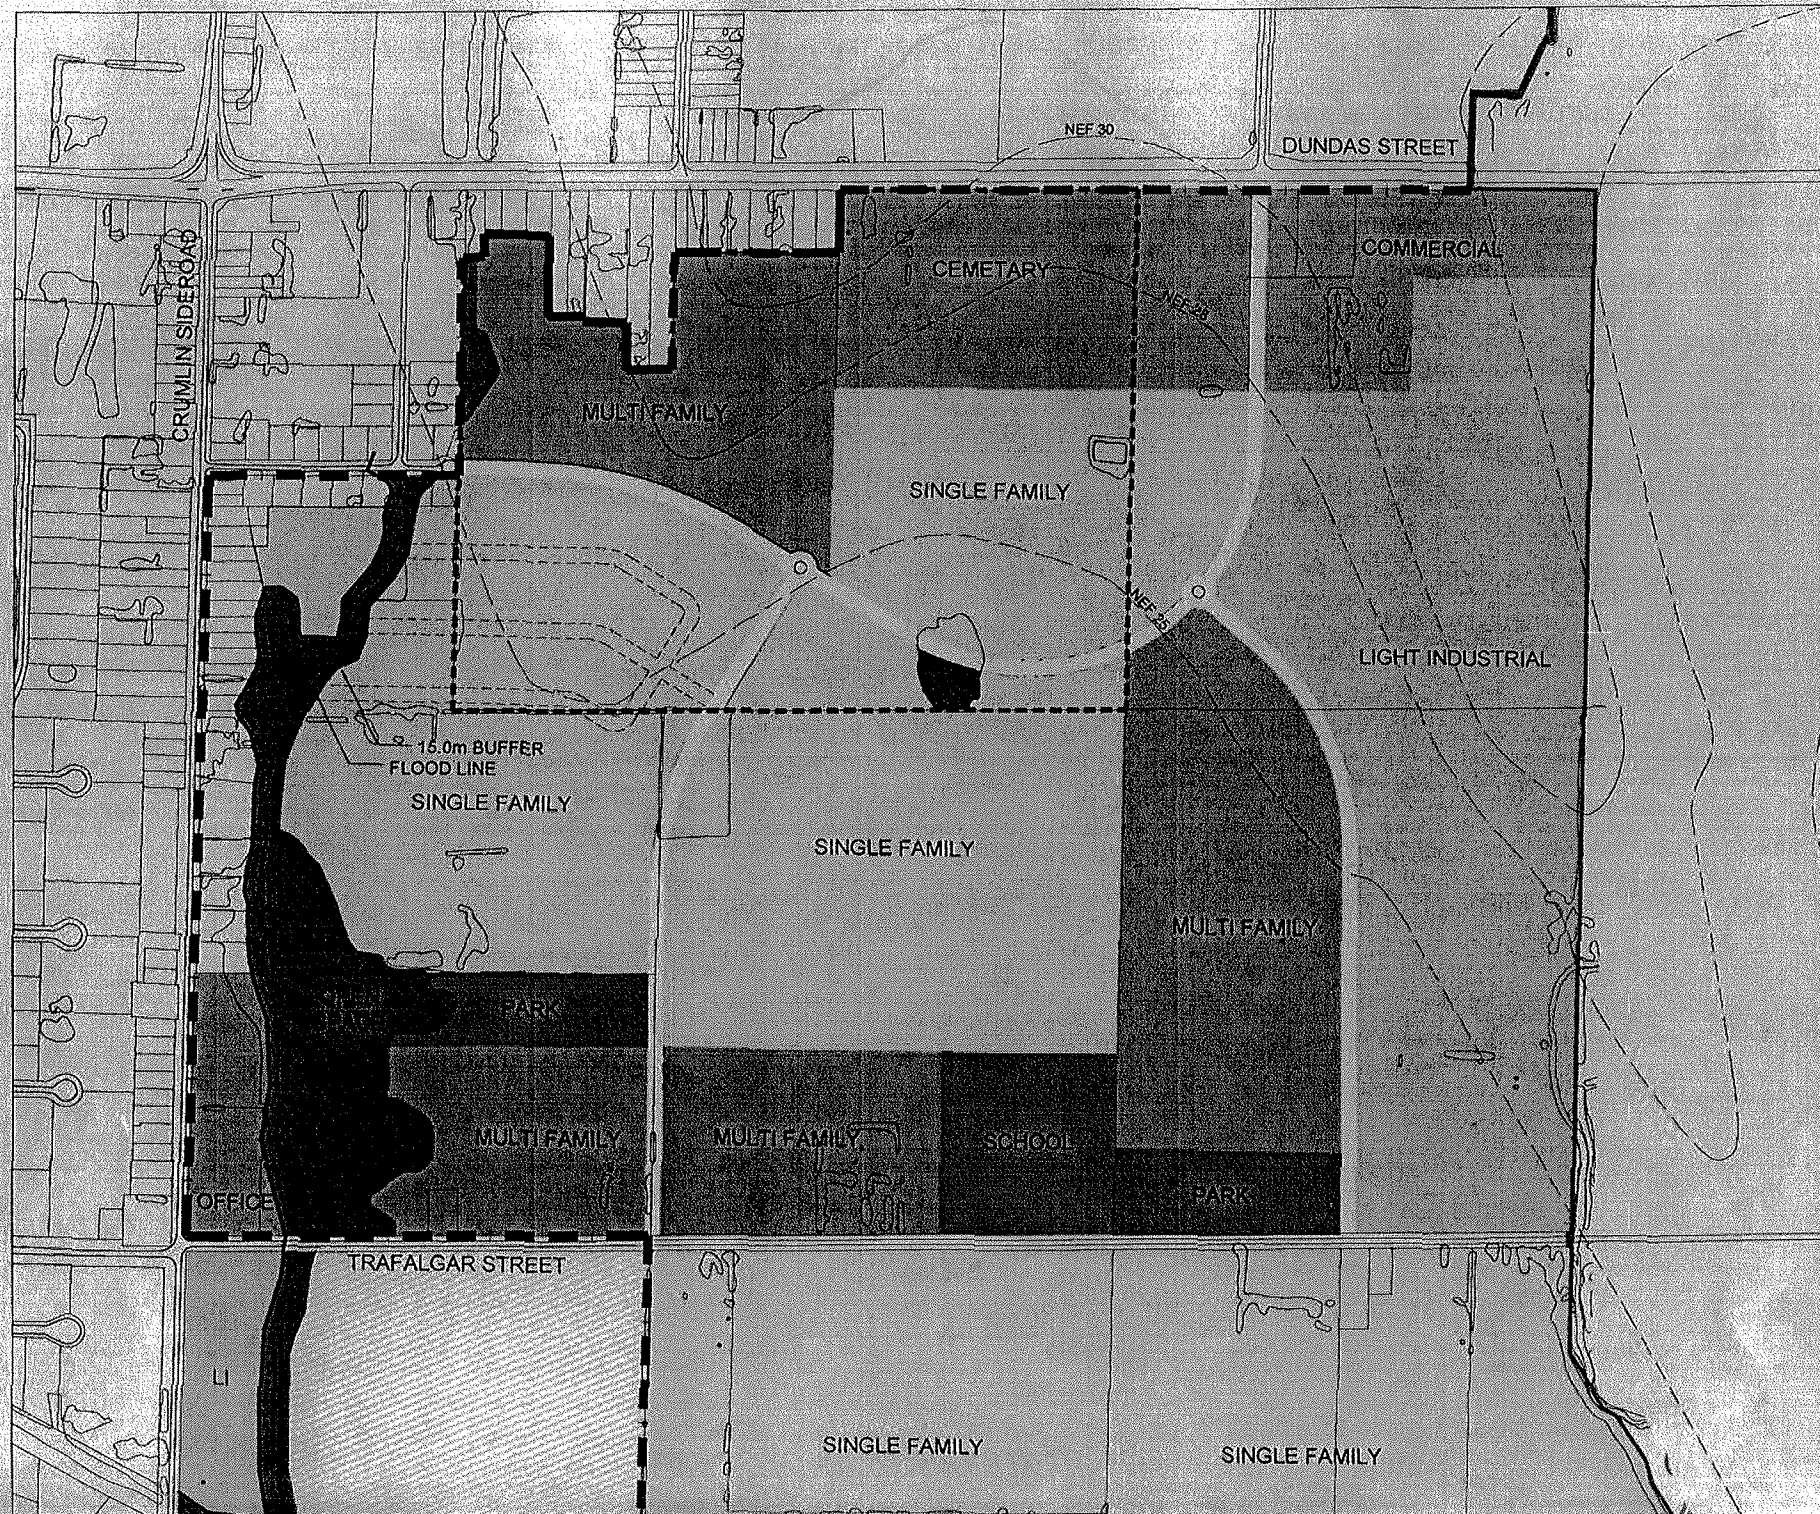 NEF 30
DUNDAS STREET
CRUMLIN SIDEROAD
COMMERCIAL
CEMETARY
NEF 28
MULTI FAMILY
SINGLE FAMILY
NEF 25
LIGHT INDUSTRIAL
15.0m BUFFER
FLOOD LINE
SINGLE FAMILY
SINGLE FAMILY
MULTI FAMILY
PARK
MULTI FAMILY
MULTI FAMILY
SCHOOL
PARK
OFFICE
TRAFALGAR STREET
LI
SINGLE FAMILY
SINGLE FAMILY